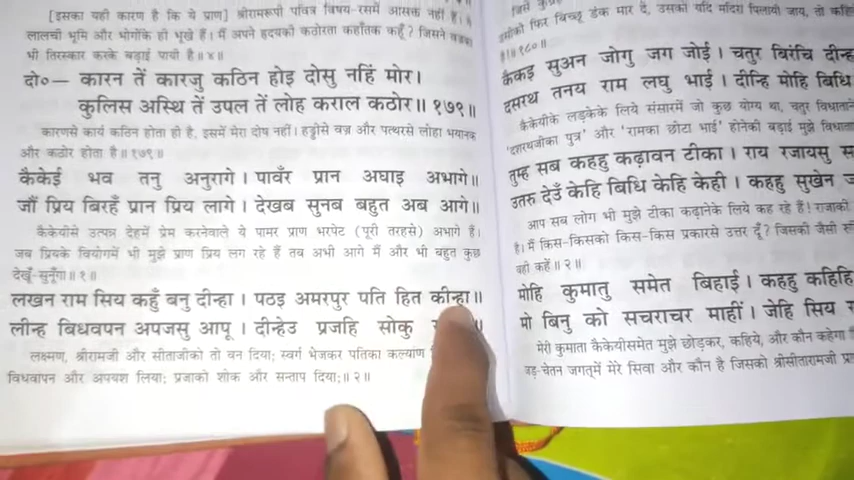 [इसका यही कारण है कि ये प्राण] श्रीरामरूपी पवित्र विषय-रसमें आसक्त नहीं हैं।
लालची भूमि और भोगोंके ही भूखे हैं। मैं अपने हृदयकी कठोरता कहाँतक कहूँ? जिसने वज्रका
भी तिरस्कार करके बड़ाई पायी है॥४॥
दो०— कारन तें कारजु कठिन होइ दोसु नहिं मोर।
कुलिस अस्थि तें उपल तें लोह कराल कठोर॥ १७९॥
कारणसे कार्य कठिन होता ही है, इसमें मेरा दोष नहीं। हड्डीसे वज्र और पत्थरसे लोहा भयानक
और कठोर होता है॥१७९॥
कैकेई भव तनु अनुरागे। पावँर प्रान अघाइ अभागे॥
जौं प्रिय बिरहँ प्रान प्रिय लागे। देखब सुनब बहुत अब आगे॥
कैकेयीसे उत्पन्न देहमें प्रेम करनेवाले ये पामर प्राण भरपेट (पूरी तरहसे) अभागे हैं।
जब प्रियके वियोगमें भी मुझे प्राण प्रिय लग रहे हैं तब अभी आगे मैं और भी बहुत कुछ
देखूँ-सुनूँगा॥१॥
लखन राम सिय कहुँ बनु दीन्हा। पठइ अमरपुर पति हित कीन्हा॥
लीन्ह बिधवपन अपजसु आपू। दीन्हेउ प्रजहि सोकु
लक्ष्मण, श्रीरामजी और सीताजीको तो वन दिया; स्वर्ग भेजकर पतिका कल्याण
विधवापन और अपयश लिया; प्रजाको शोक और सन्ताप दिया;॥२॥
उसीको फिर बिच्छू डंक मार दे, उसको यदि मदिरा पिलायी जाय, तो
॥१८०॥
कैकइ सुअन जोगु जग जोई। चतुर बिरंचि दीन्ह
दसरथ तनय राम लघु भाई। दीन्हि मोहि बिधि
कैकेयीके लड़केके लिये संसारमें जो कुछ योग्य था, चतुर विधाताने
'दशरथजीका पुत्र' और 'रामका छोटा भाई' होनेकी बड़ाई मुझे
तुम्ह सब कहहु कढ़ावन टीका। राय रजायसु
उतरु देउँ केहि बिधि केहि केही। कहहु सुखेन
आप सब लोग भी मुझे टीका कढ़ानेके लिये कह रहे हैं! राजाकी
है। मैं किस-किसको किस-किस प्रकारसे उत्तर दूँ? जिसकी जैसी
वही कहें॥२॥
मोहि कुमातु समेत बिहाई। कहहु कहिहि
मो बिनु को सचराचर माहीं। जेहि सिय
मेरी कुमाता कैकेयीसमेत मुझे छोड़कर, कहिये, और कौन कहेगा
जड़-चेतन जगत्‌में मेरे सिवा और कौन है जिसको श्रीसीतारामजी